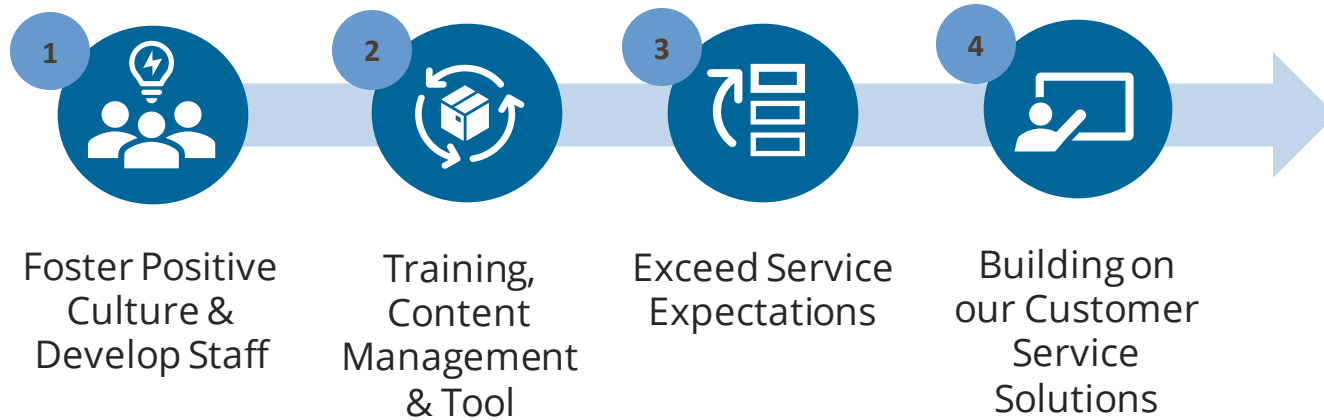 1
Foster Positive
Culture &
Develop Staff
2
Training,
Content
Management
& Tool
3
Exceed Service
Expectations
4
Building on
our Customer
Service
Solutions